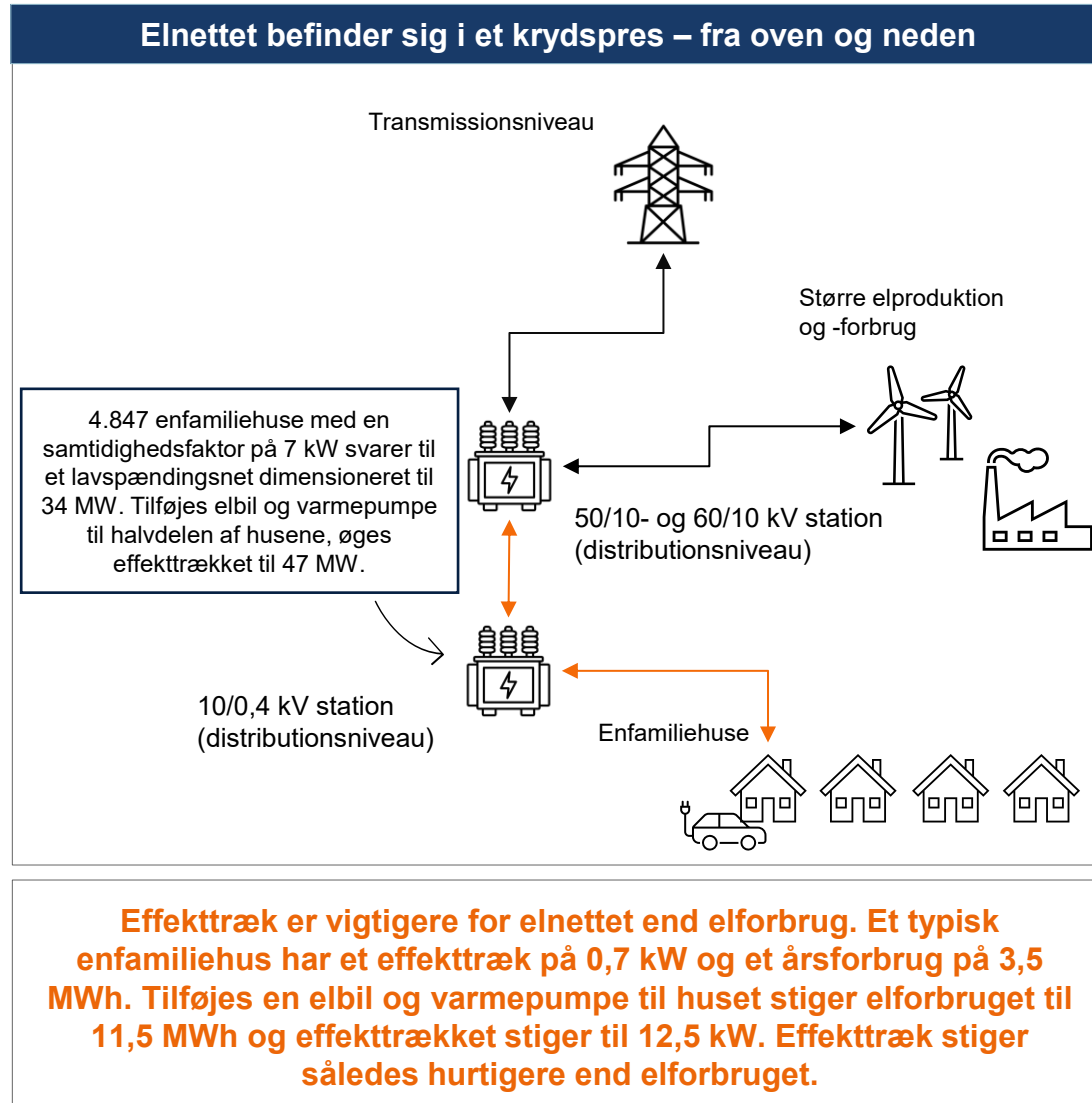 Elnettet befinder sig i et krydspres – fra oven og neden
Transmissionsniveau
Større elproduktion
og -forbrug
4.847 enfamiliehuse med en
samtidighedsfaktor på 7 kW svarer til
et lavspændingsnet dimensioneret til
34 MW. Tilføjes elbil og varmepumpe
til halvdelen af husene, øges
effekttrækket til 47 MW.
50/10- og 60/10 kV station
(distributionsniveau)
10/0,4 kV station
(distributionsniveau)
Enfamiliehuse
Effekttræk er vigtigere for elnettet end elforbrug. Et typisk
enfamiliehus har et effekttræk på 0,7 kW og et årsforbrug på 3,5
MWh. Tilføjes en elbil og varmepumpe til huset stiger elforbruget til
11,5 MWh og effekttrækket stiger til 12,5 kW. Effekttræk stiger
således hurtigere end elforbruget.